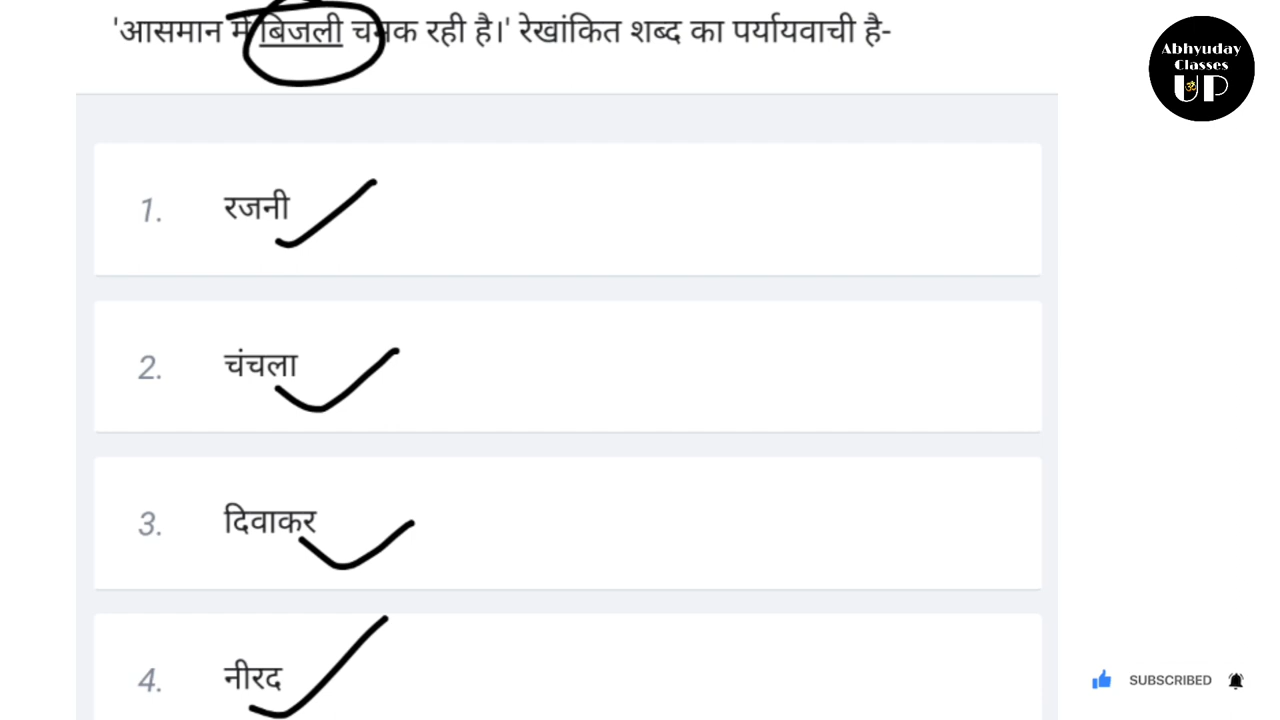 'आसमान में बिजली चमक रही है।' रेखांकित शब्द का पर्यायवाची है-
Abhyuday
Classes
UP
1. रजनी
2. चंचला
3. दिवाकर
4. नीरद
SUBSCRIBED